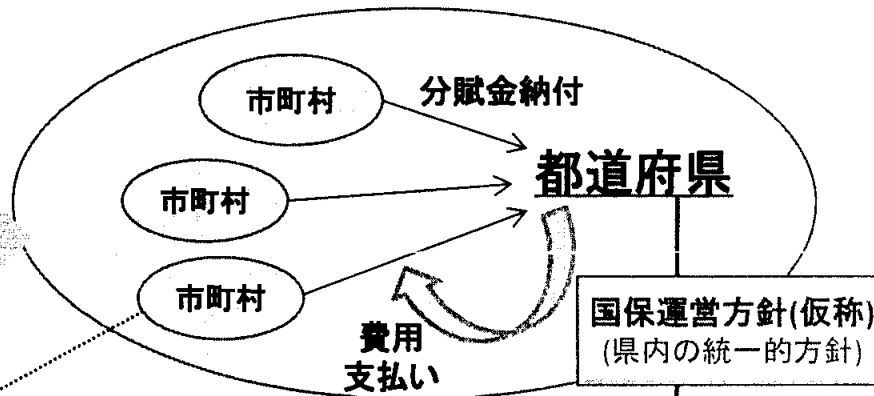 市町村
分賦金納付
市町村
都道府県
市町村
費用
支払い
国保運営方針(仮称)
(県内の統一的方針)